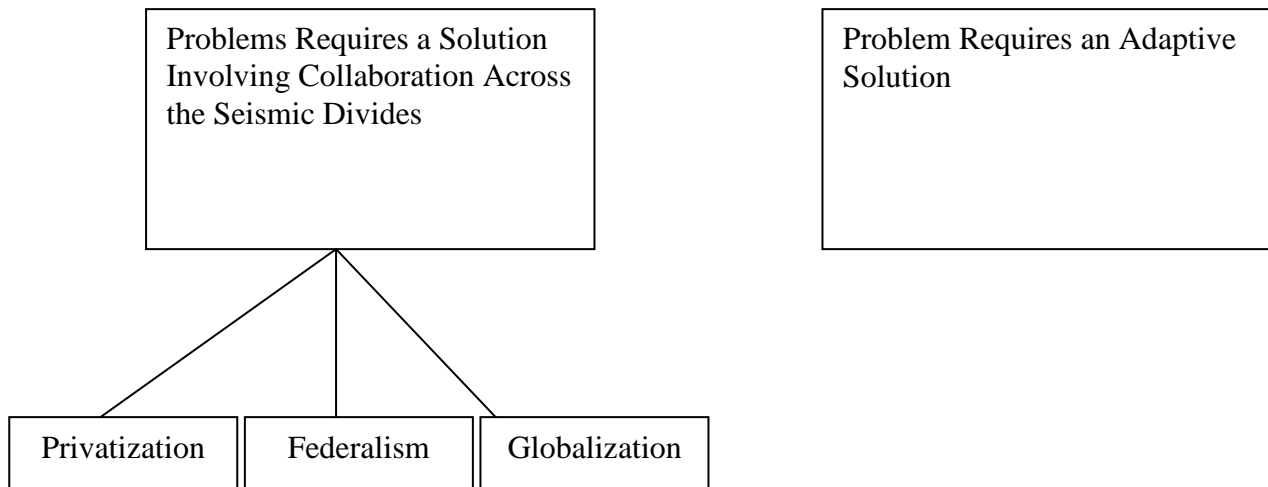 Problems Requires a Solution
Involving Collaboration Across
the Seismic Divides
Problem Requires an Adaptive
Solution
Privatization
Federalism
Globalization